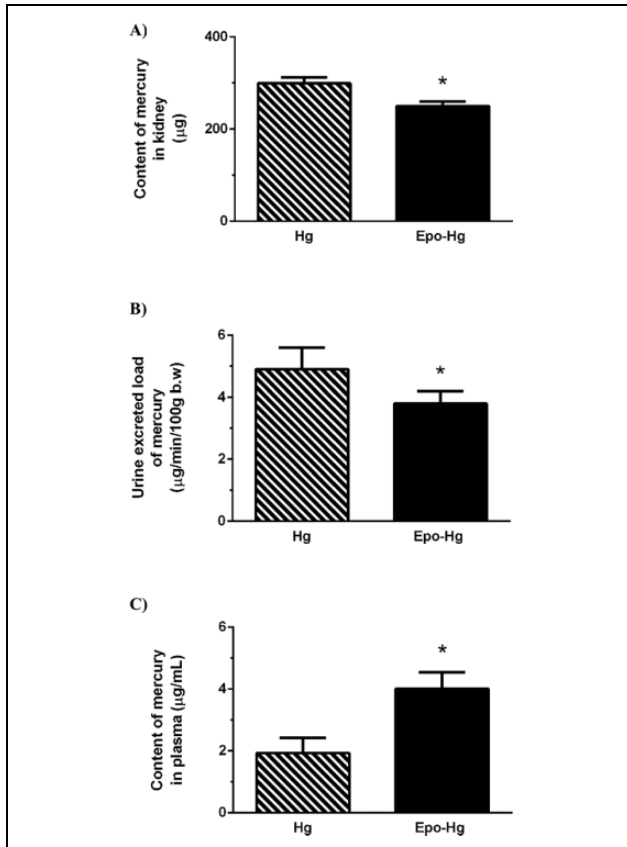 A)
400
200
0
Content of mercury
in kidney
(μg)
*
Hg
Epo-Hg
B)
6
4
2
0
Urine excreted load
of mercury
(μg/min/100g b.w)
*
Hg
Epo-Hg
C)
6
4
2
0
Content of mercury
in plasma (μg/mL)
*
Hg
Epo-Hg